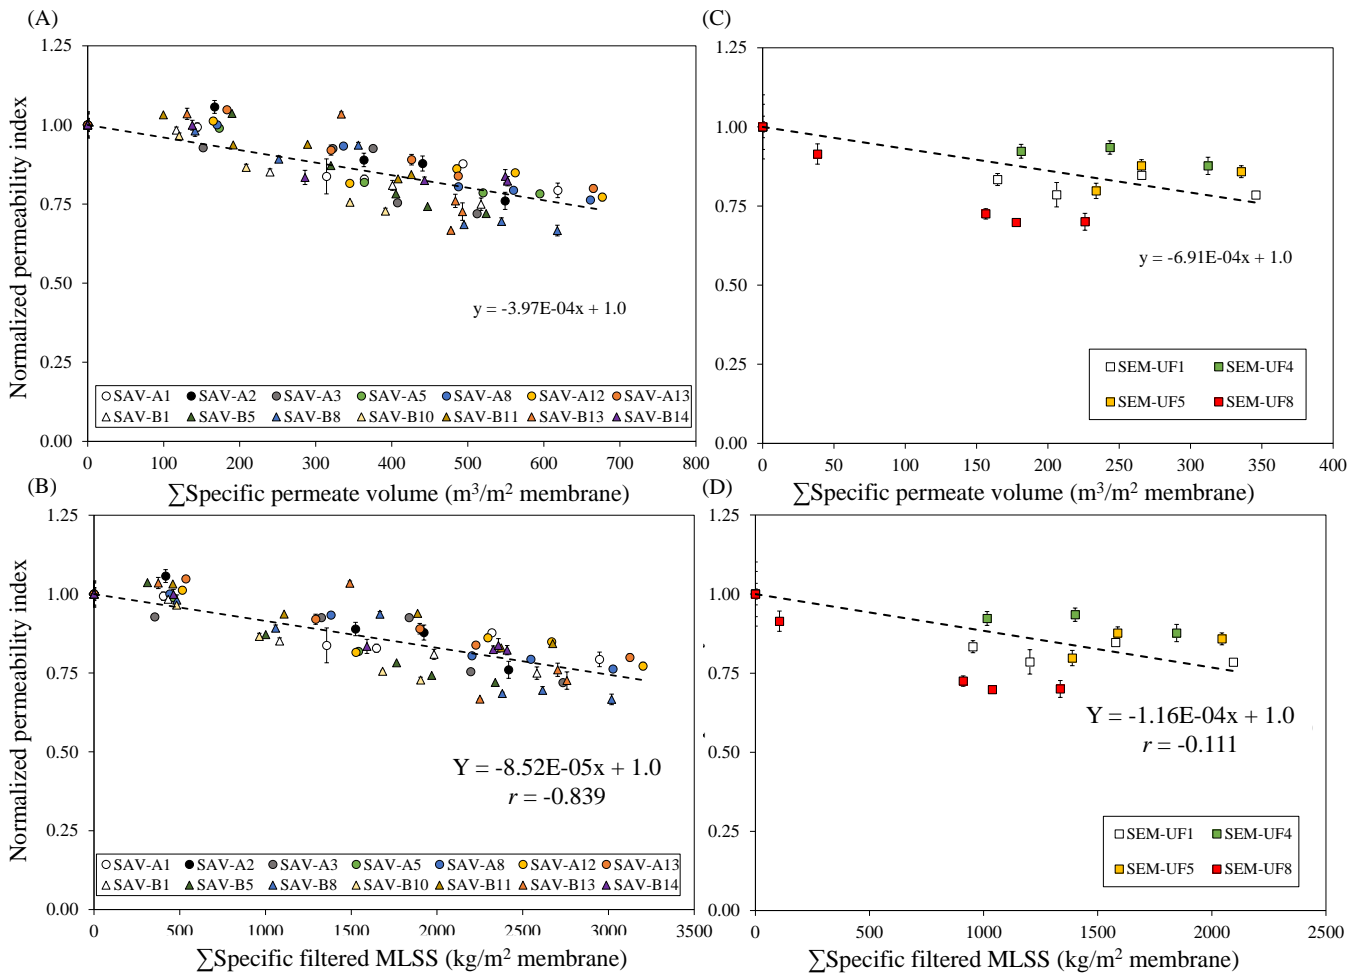 (A)
1.25
1.00
0.75
0.50
0.25
0.00
Normalized permeability index
y = -3.97E-04x + 1.0
SAV-A1 SAV-A2 SAV-A3 SAV-A5 SAV-A8 SAV-A12 SAV-A13
SAV-B1 SAV-B5 SAV-B8 SAV-B10 SAV-B11 SAV-B13 SAV-B14
0 100 200 300 400 500 600 700 800
∑Specific permeate volume (m³/m² membrane)
(C)
1.25
1.00
0.75
0.50
0.25
0.00
y = -6.91E-04x + 1.0
SEM-UF1 SEM-UF4
SEM-UF5 SEM-UF8
0 50 100 150 200 250 300 350 400
∑Specific permeate volume (m³/m² membrane)
(B)
1.25
1.00
0.75
0.50
0.25
0.00
Normalized permeability index
Y = -8.52E-05x + 1.0
r = -0.839
SAV-A1 SAV-A2 SAV-A3 SAV-A5 SAV-A8 SAV-A12 SAV-A13
SAV-B1 SAV-B5 SAV-B8 SAV-B10 SAV-B11 SAV-B13 SAV-B14
0 500 1000 1500 2000 2500 3000 3500
∑Specific filtered MLSS (kg/m² membrane)
(D)
1.25
1.00
0.75
0.50
0.25
0.00
Y = -1.16E-04x + 1.0
r = -0.111
SEM-UF1 SEM-UF4
SEM-UF5 SEM-UF8
0 500 1000 1500 2000 2500
∑Specific filtered MLSS (kg/m² membrane)